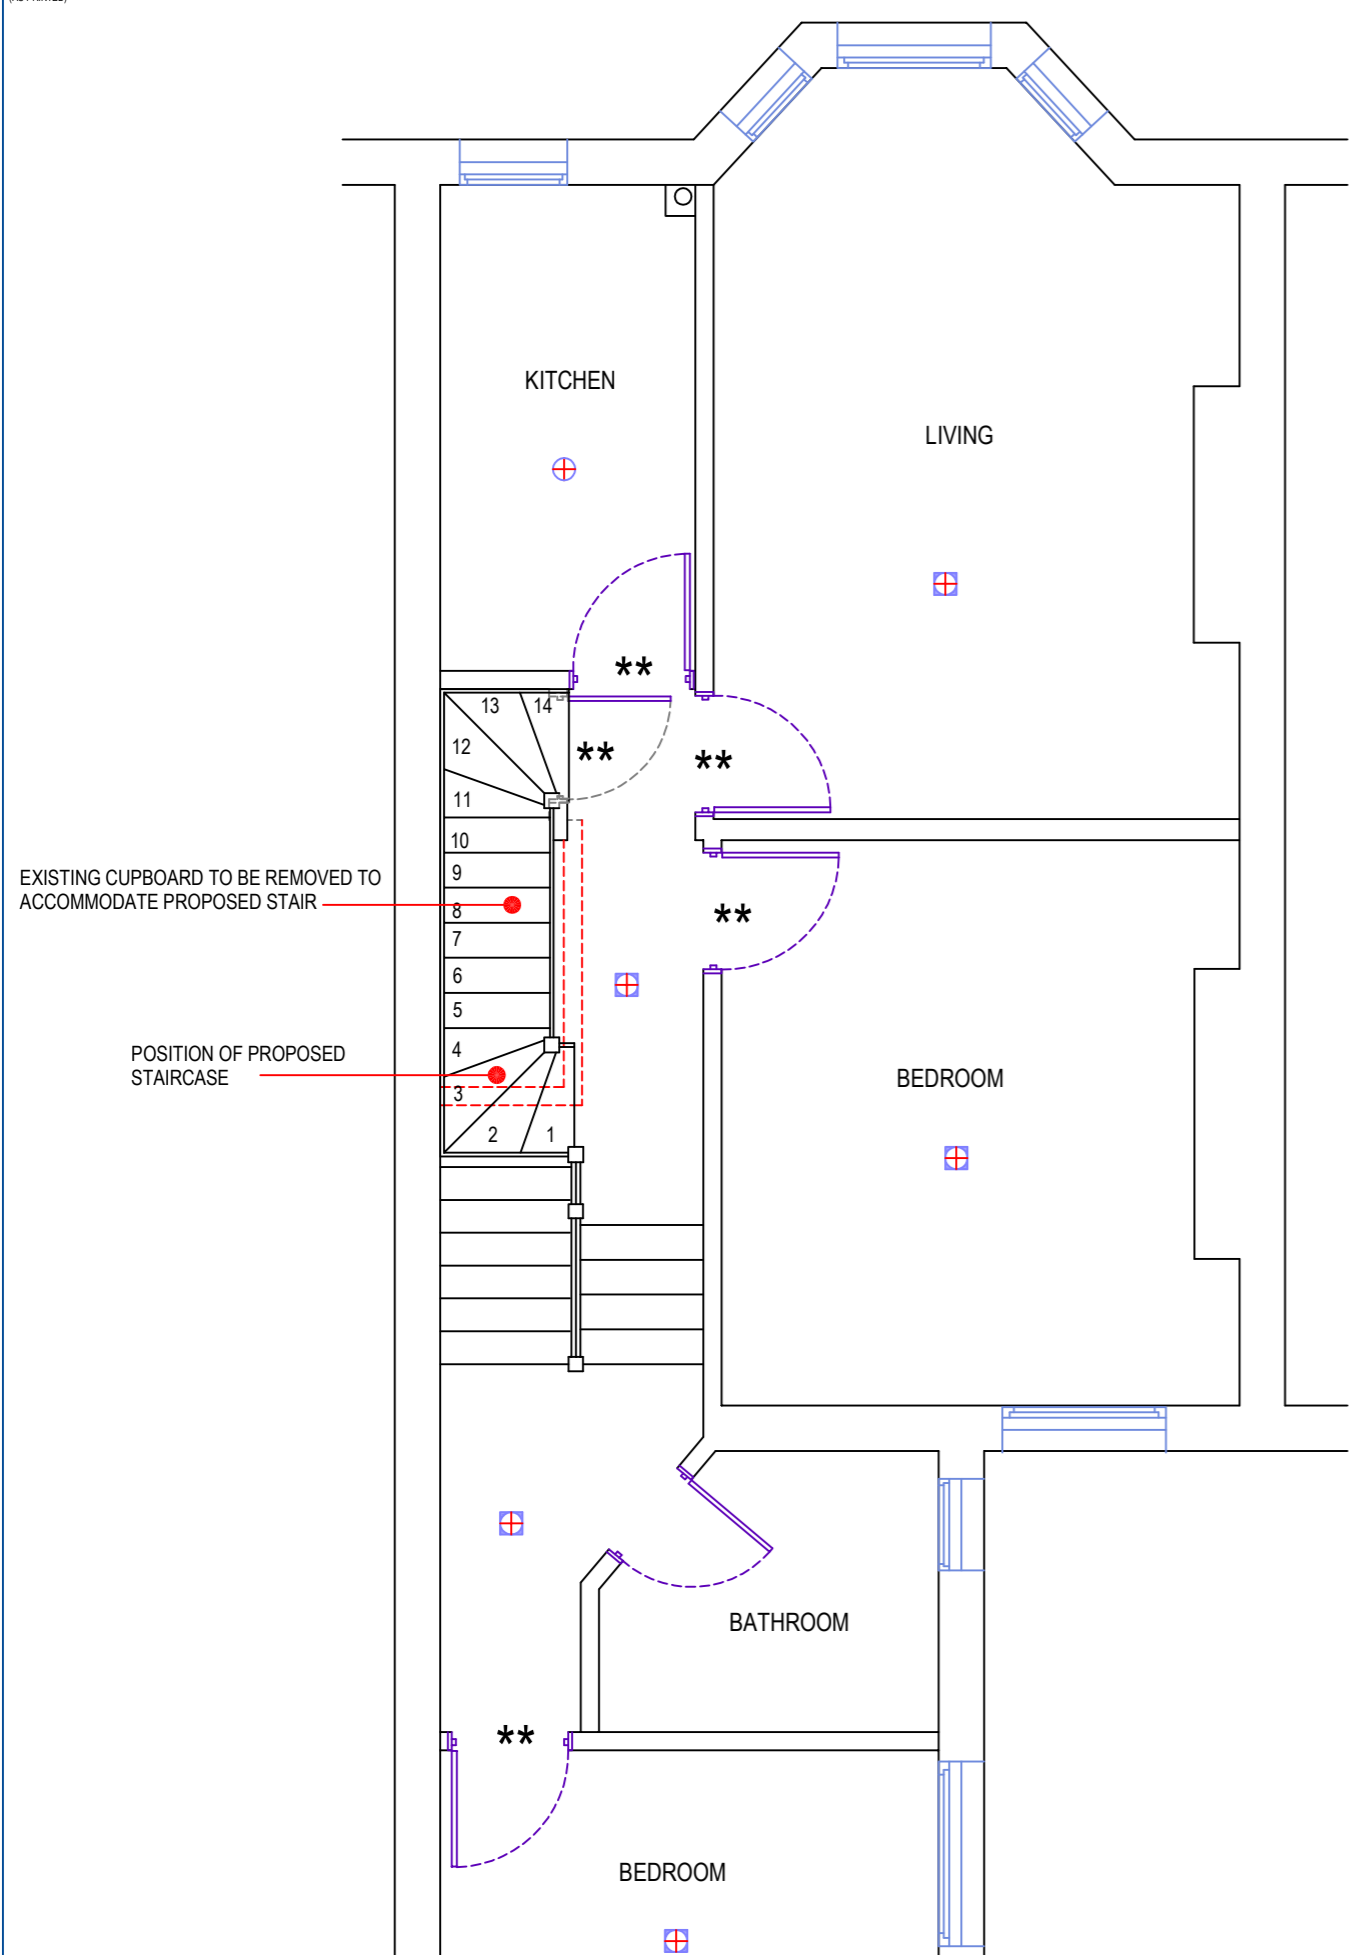 KITCHEN
LIVING
**
13 14
12
**
**
11
10
EXISTING CUPBOARD TO BE REMOVED TO
ACCOMMODATE PROPOSED STAIR
9
8
**
7
6
5
POSITION OF PROPOSED
STAIRCASE
4
3
BEDROOM
2 1
BATHROOM
**
BEDROOM